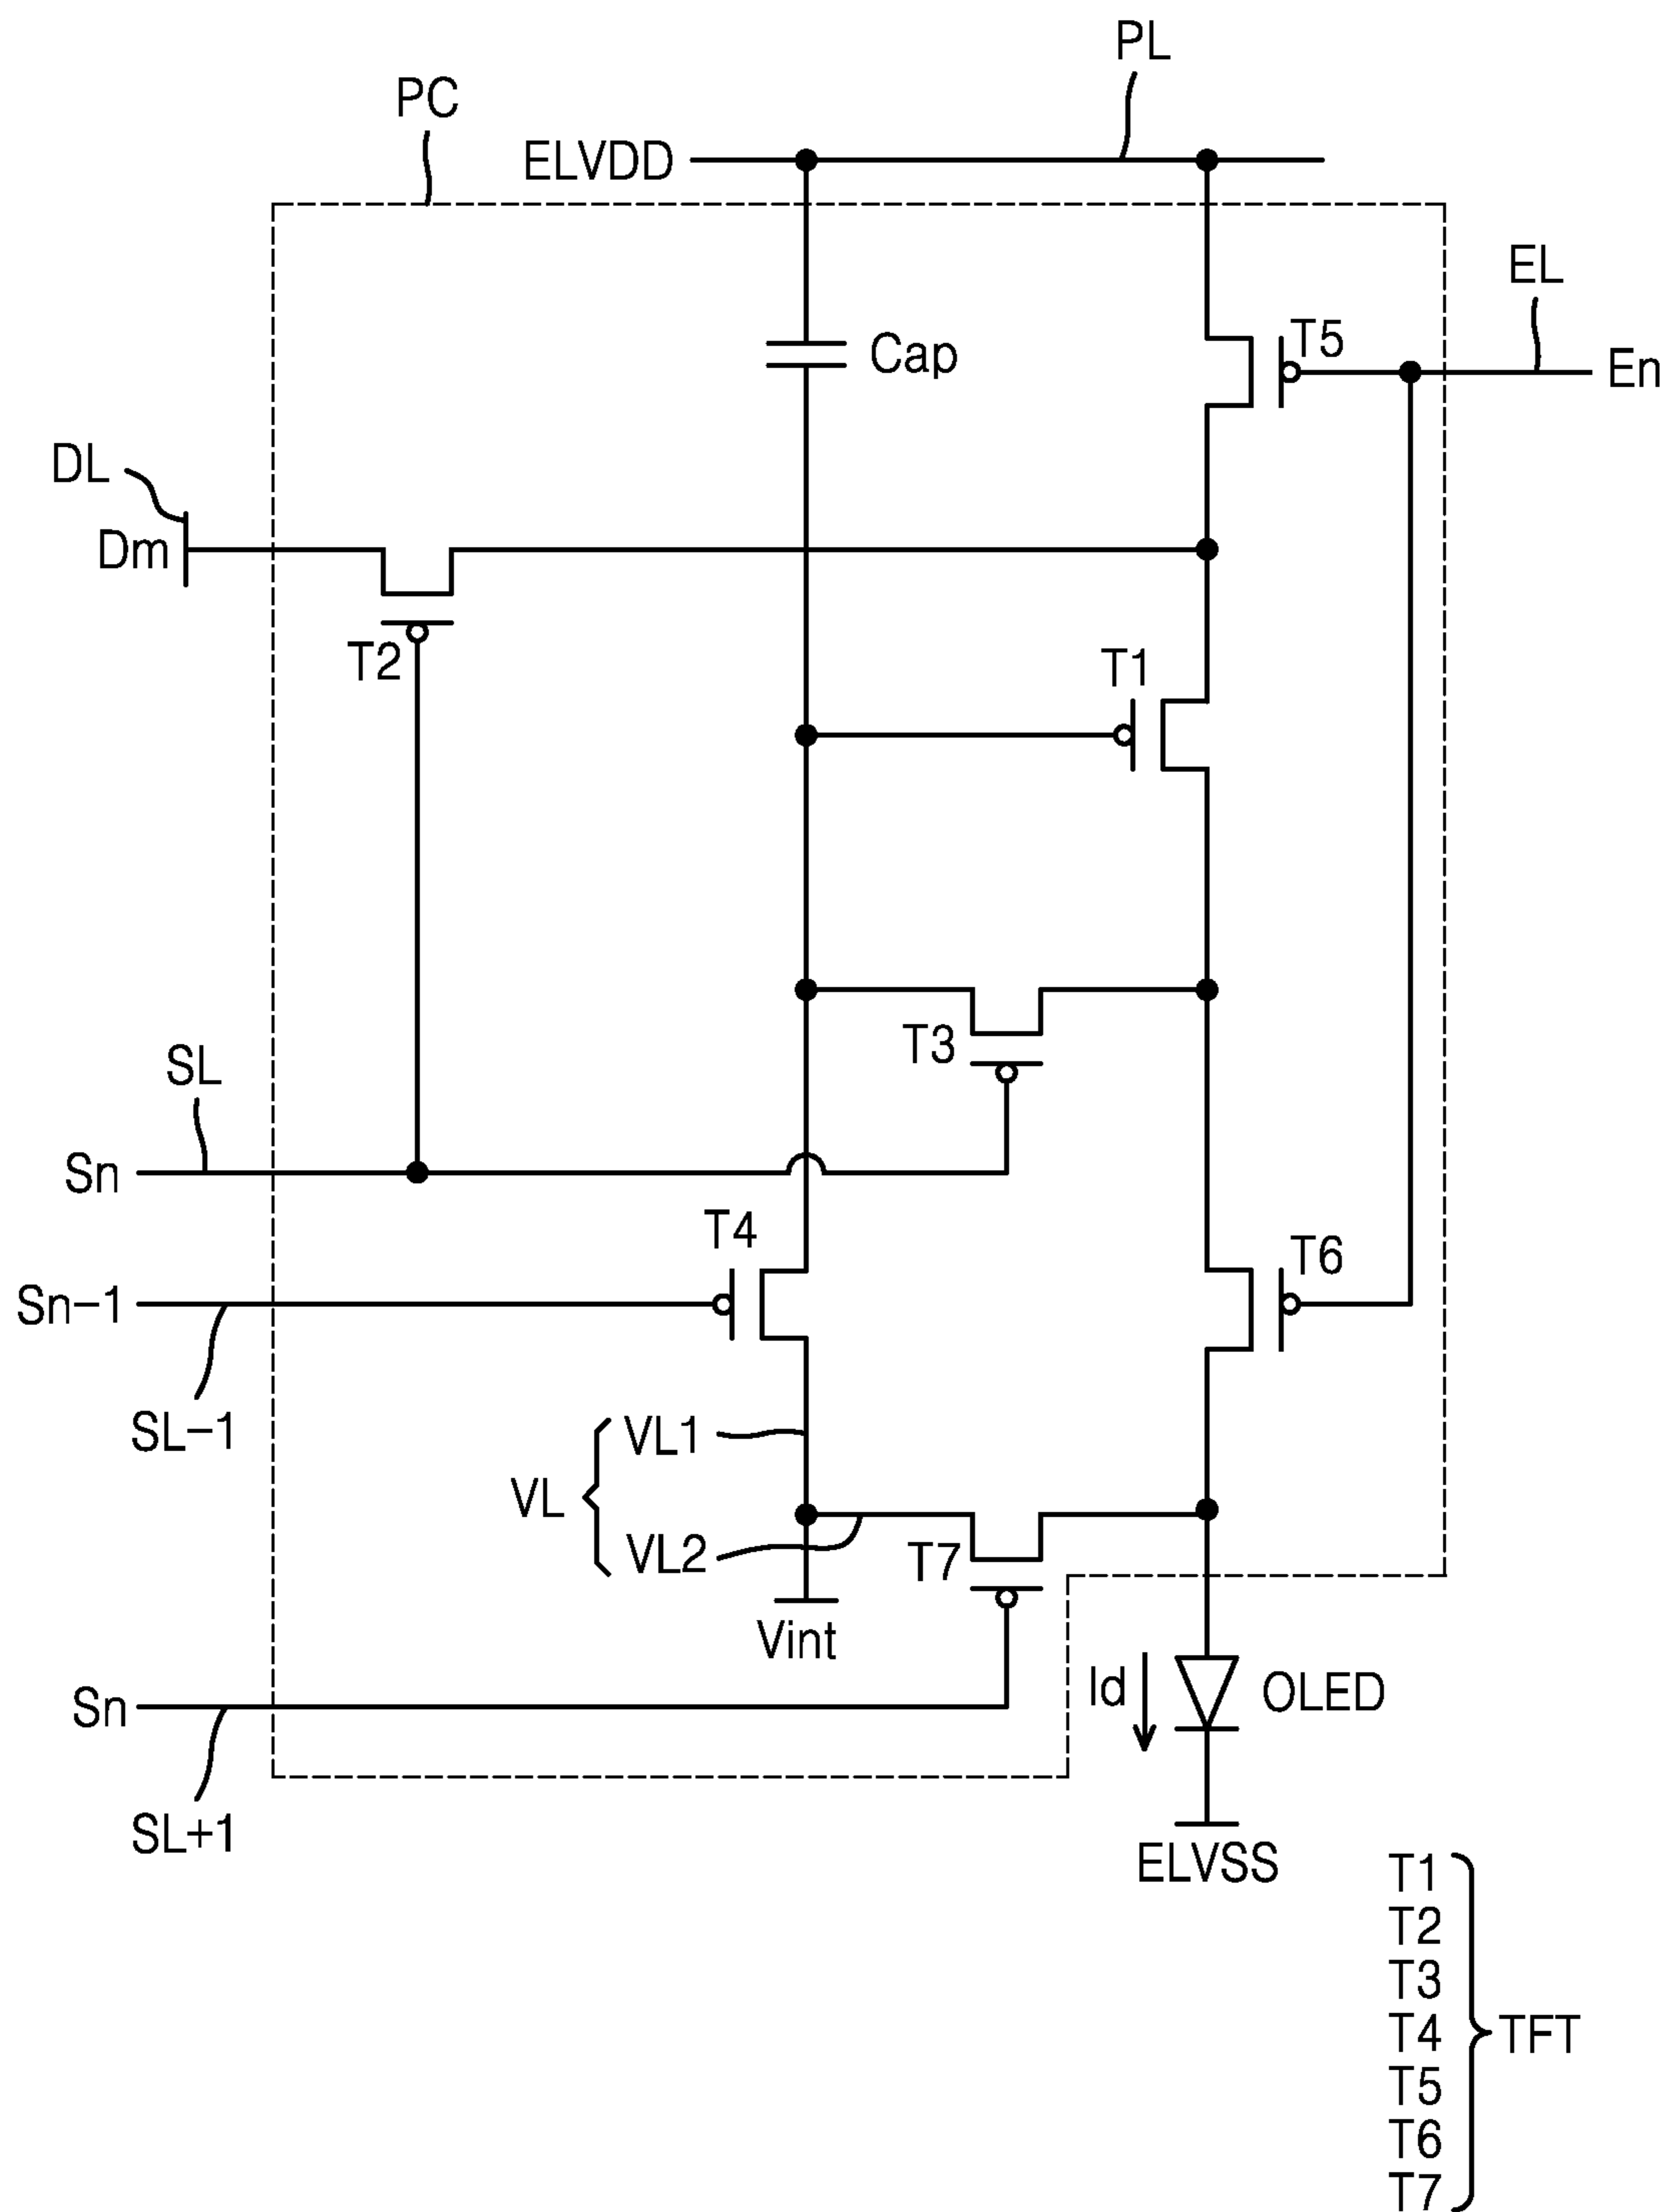 PL
PC
ELVDD
EL
T5
Cap
En
DL
Dm
T2
T1
T3
SL
Sn
T4
T6
Sn-1
SL-1
VL1
VL
VL2
T7
Vint
Id
OLED
Sn
SL+1
ELVSS
T1
T2
T3
T4
TFT
T5
T6
T7